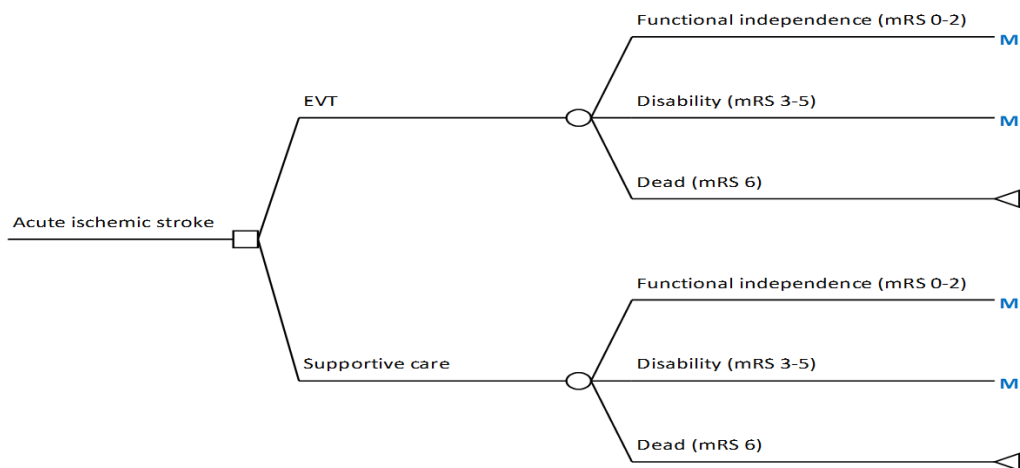 Functional independence (mRS 0-2)
M
EVT
Disability (mRS 3-5)
M
Dead (mRS 6)
Acute ischemic stroke
Functional independence (mRS 0-2)
M
Supportive care
Disability (mRS 3-5)
M
Dead (mRS 6)